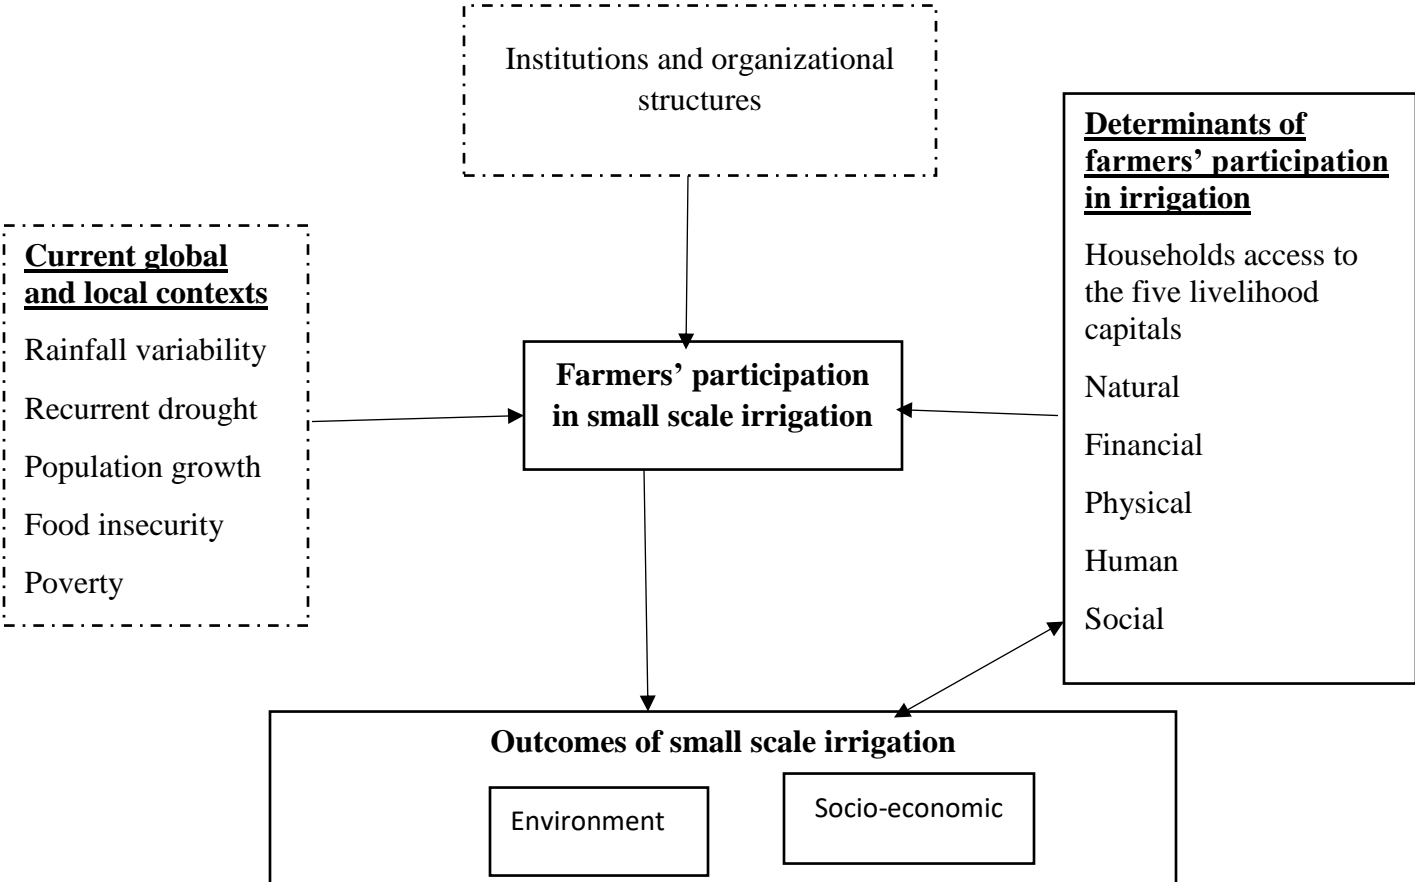 Institutions and organizational
structures
Determinants of
farmers’ participation
in irrigation
Households access to
the five livelihood
capitals
Natural
Financial
Physical
Human
Social
Current global
and local contexts
Rainfall variability
Recurrent drought
Population growth
Food insecurity
Poverty
Farmers’ participation
in small scale irrigation
Outcomes of small scale irrigation
Environment
Socio-economic